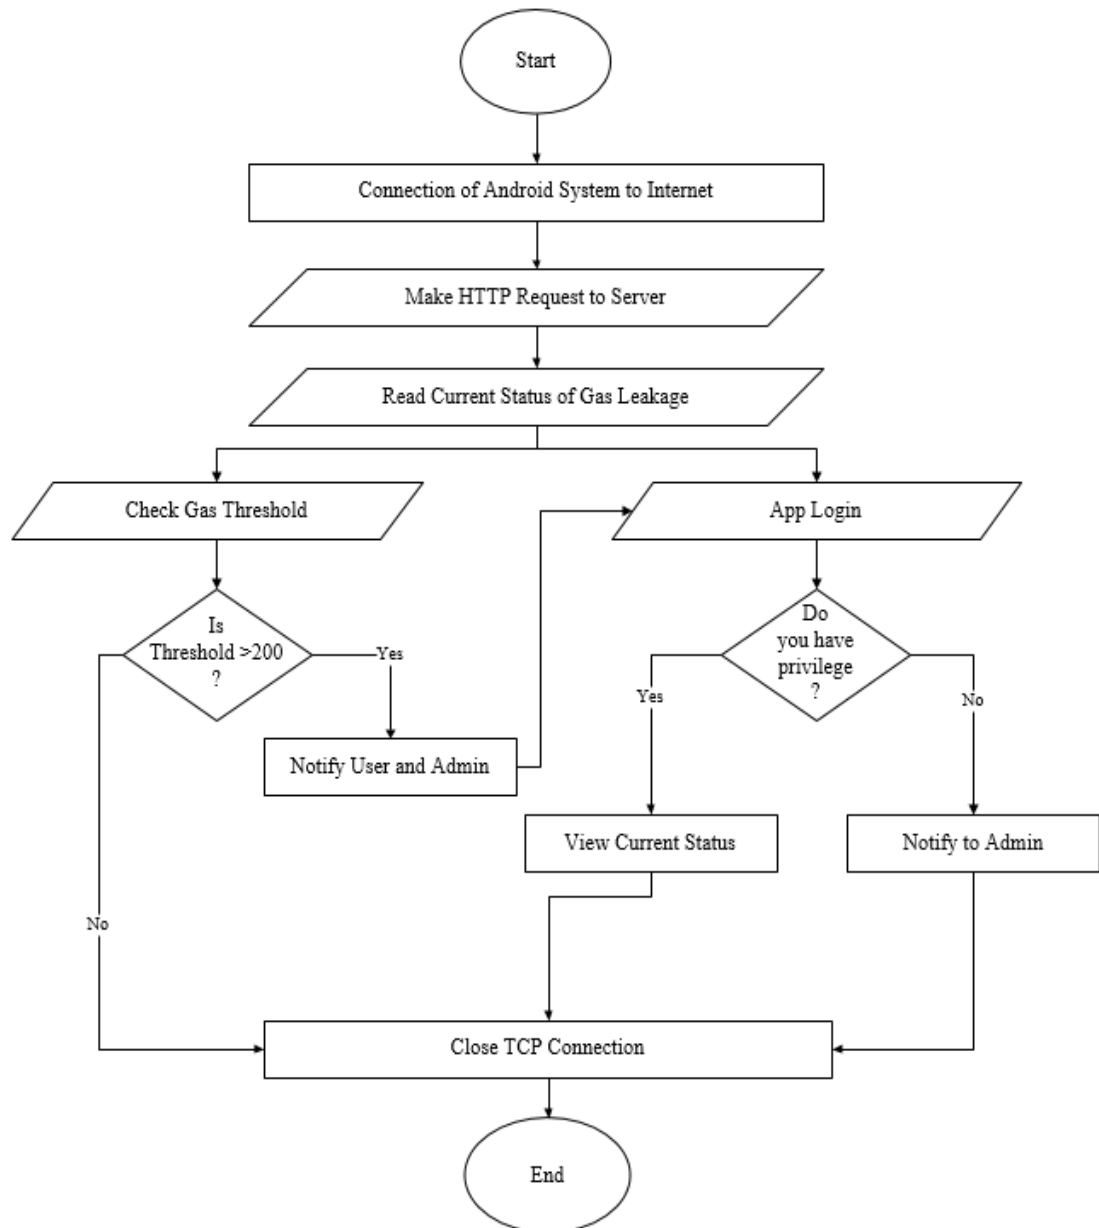 Start
Connection of Android System to Internet
Make HTTP Request to Server
Read Current Status of Gas Leakage
Check Gas Threshold
App Login
Is
Threshold >200
?
Yes
Do
you have
privilege
?
Yes
No
Notify User and Admin
View Current Status
Notify to Admin
No
Close TCP Connection
End